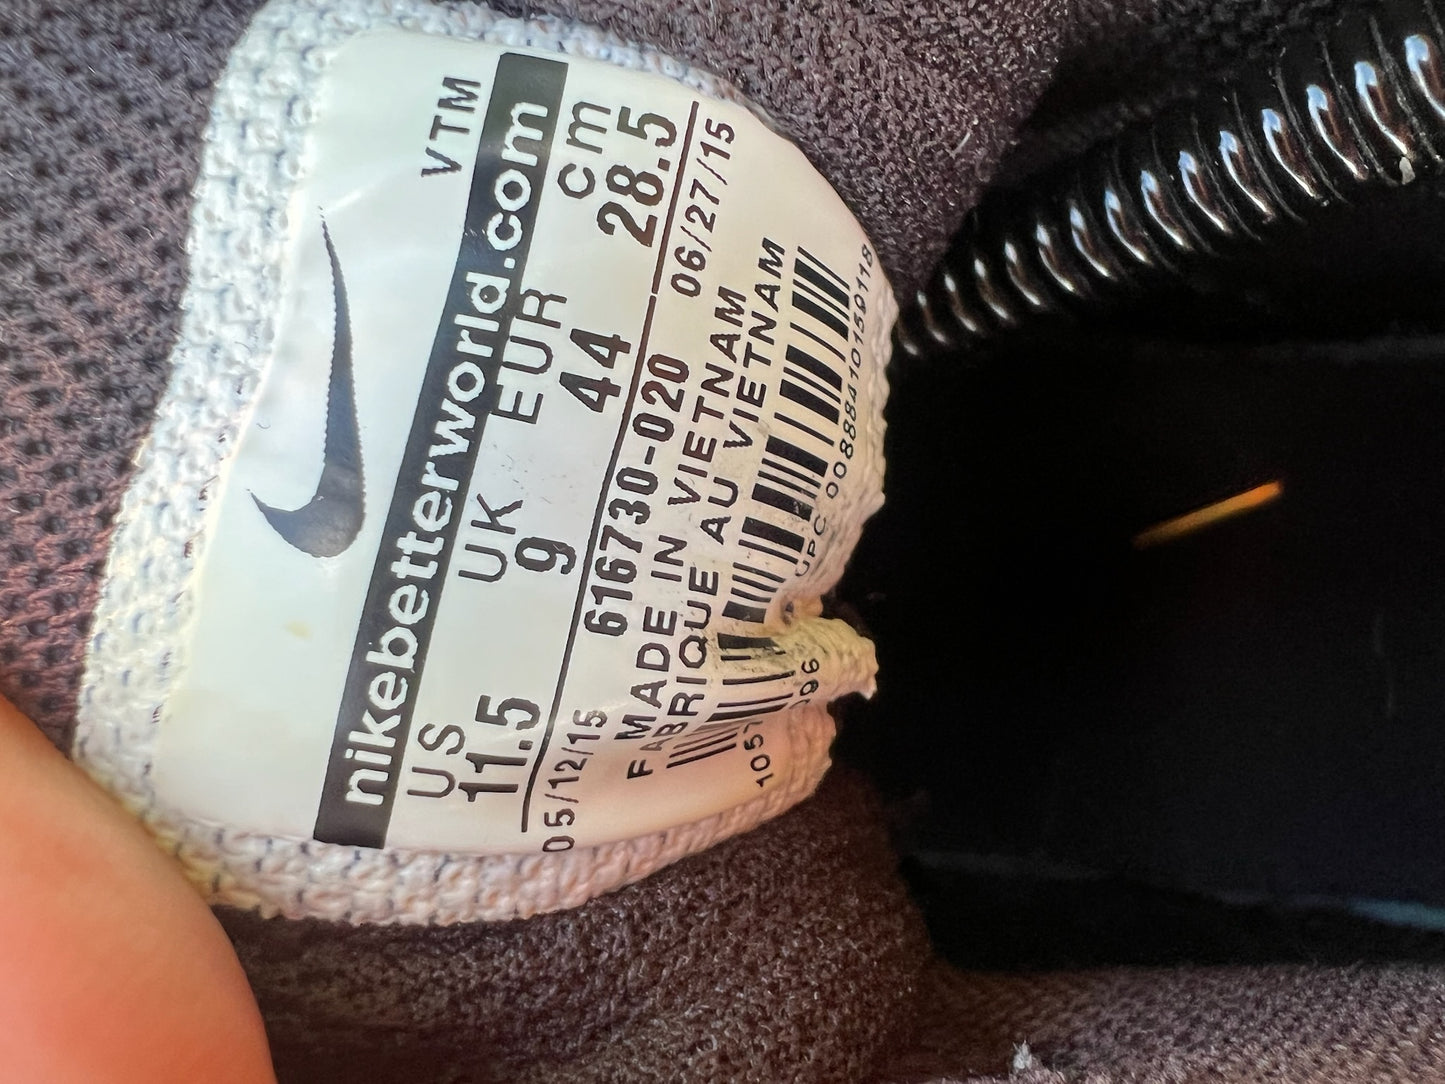 VTM
nikebetterworld.com
US UK EUR cm
11.5 9 44 28.5
05/12/15 616730-020 06/27/15
MADE IN VIETNAM
FABRIQUE AU VIETNAM
UPC 00888410159118